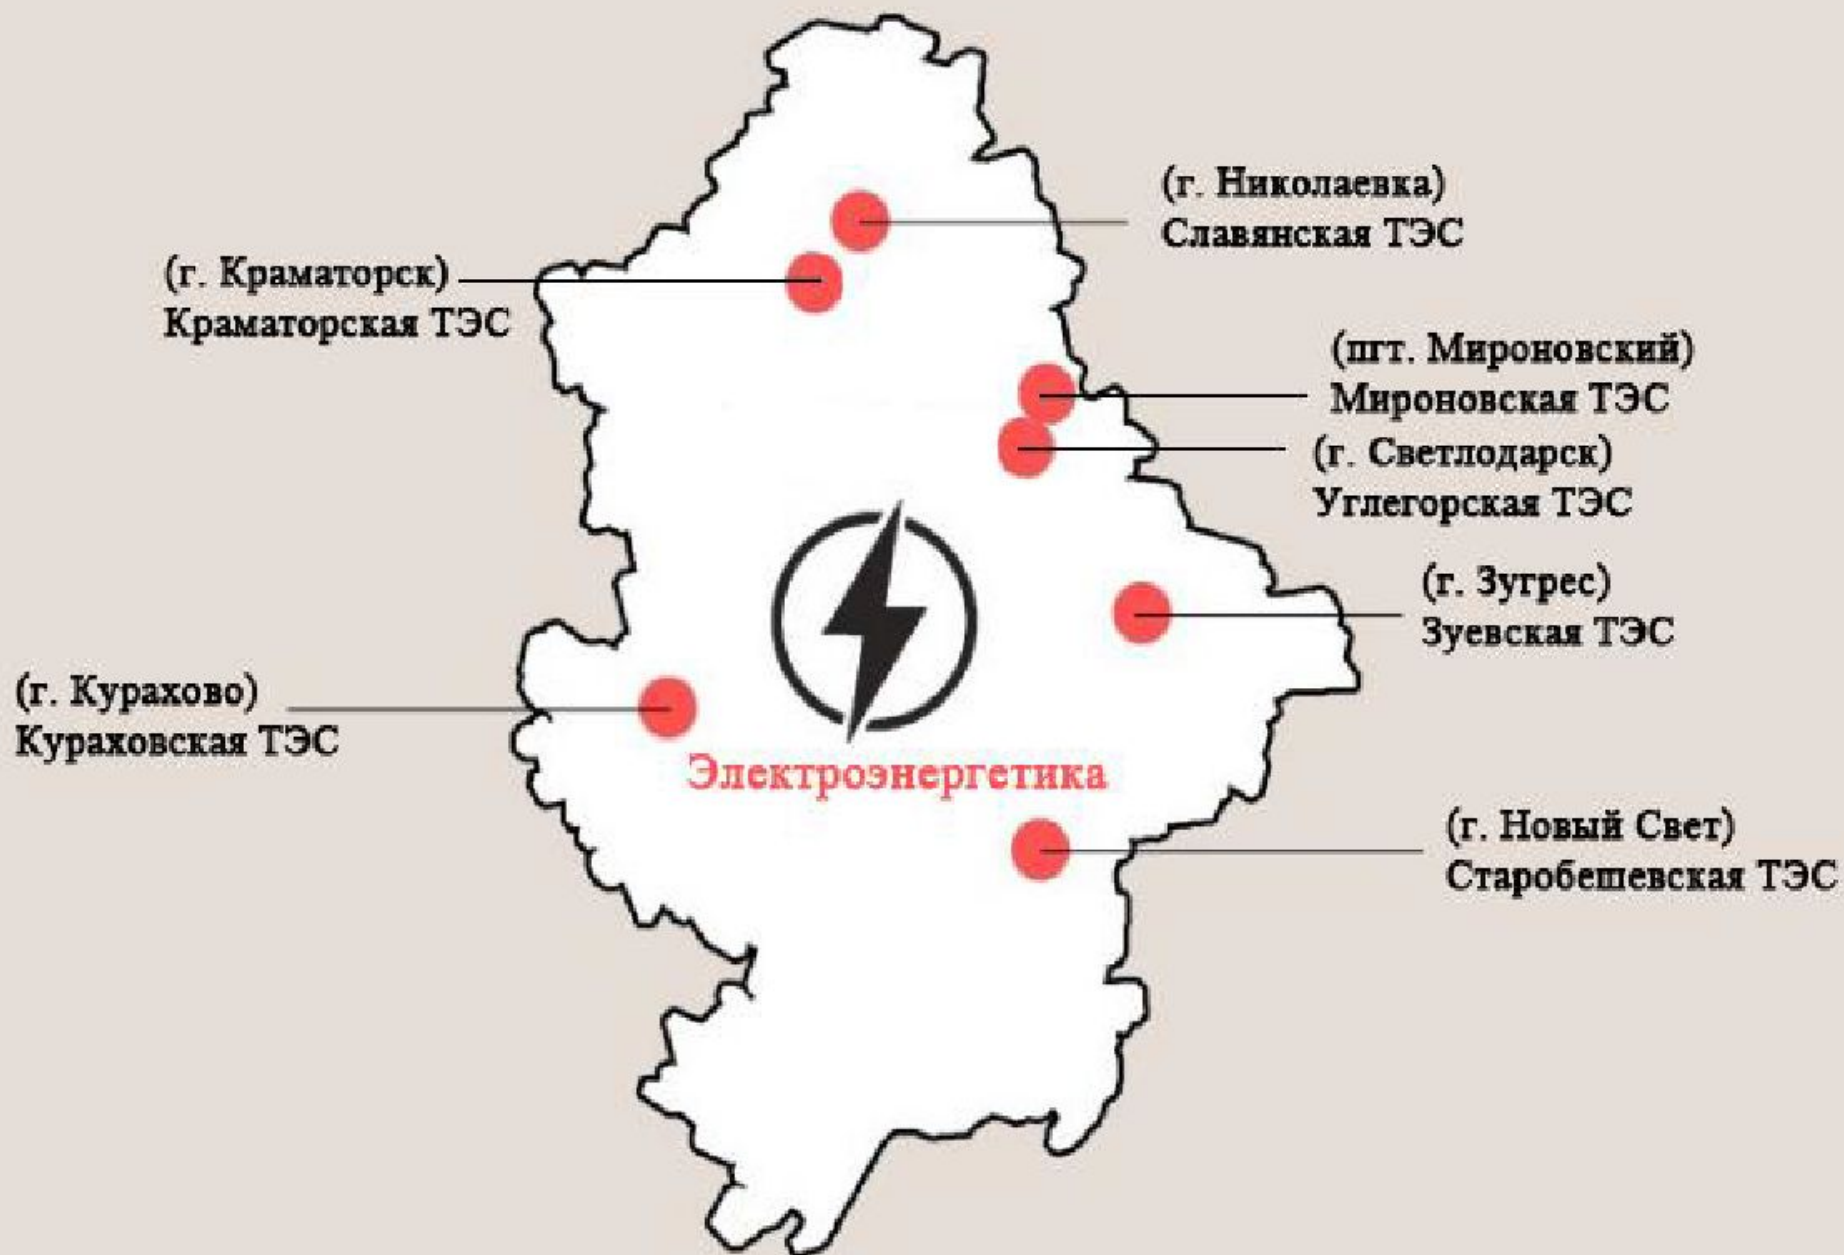 (г. Николаевка)
Славянская ТЭС
(г. Краматорск)
Краматорская ТЭС
(пгт. Мироновский)
Мироновская ТЭС
(г. Светлодарск)
Углегорская ТЭС
(г. Зугрес)
Зуевская ТЭС
(г. Курахово)
Кураховская ТЭС
Электроэнергетика
(г. Новый Свет)
Старобешевская ТЭС